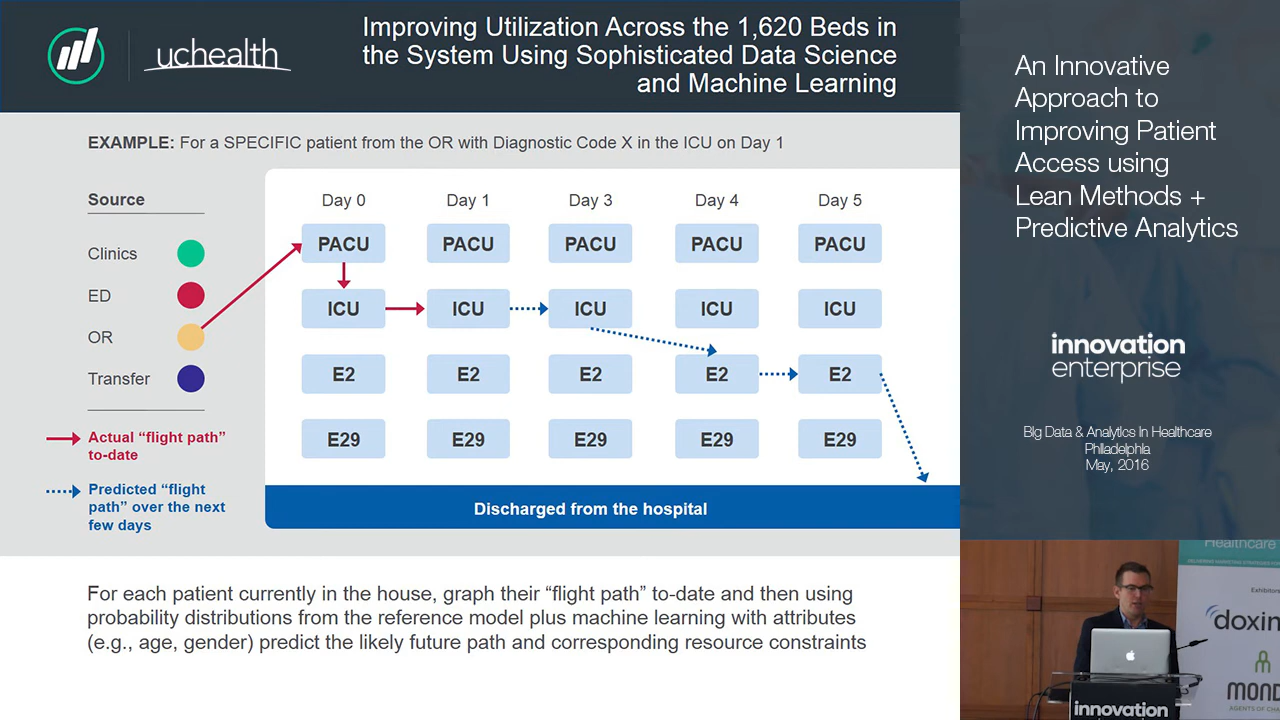 uchealth
Improving Utilization Across the 1,620 Beds in
the System Using Sophisticated Data Science
and Machine Learning
EXAMPLE: For a SPECIFIC patient from the OR with Diagnostic Code X in the ICU on Day 1
Source
Clinics
ED
OR
Transfer
Actual “flight path”
to-date
Predicted “flight
path” over the next
few days
Day 0 Day 1 Day 3 Day 4 Day 5
PACU PACU PACU PACU PACU
ICU ICU ICU ICU ICU
E2 E2 E2 E2 E2
E29 E29 E29 E29 E29
Discharged from the hospital
For each patient currently in the house, graph their “flight path” to-date and then using
probability distributions from the reference model plus machine learning with attributes
(e.g., age, gender) predict the likely future path and corresponding resource constraints
An Innovative
Approach to
Improving Patient
Access using
Lean Methods +
Predictive Analytics
innovation
enterprise
Big Data & Analytics In Healthcare
Philadelphia
May, 2016
Healthcare
Exhibitors
doxim
MOND
AGENTS OF CHA
innovation